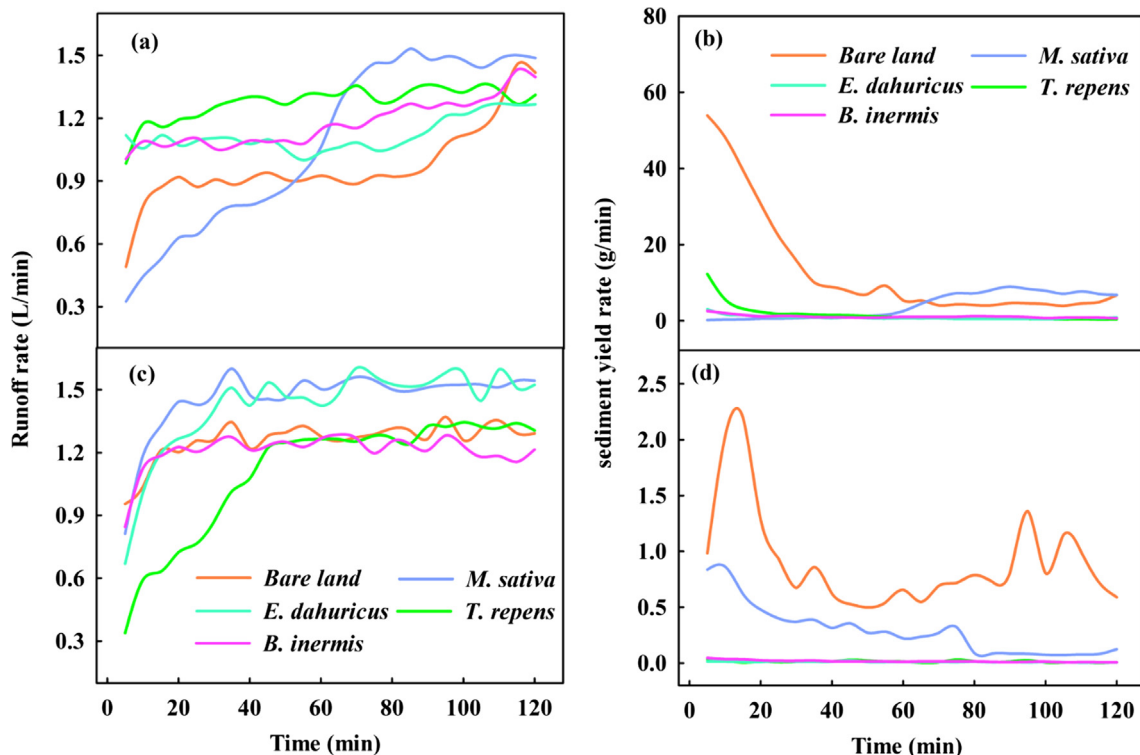 (a)
1.5
1.2
0.9
0.6
0.3
Runoff rate (L/min)
(b)
80
60
40
20
0
Bare land M. sativa
E. dahuricus T. repens
B. inermis
sediment yield rate (g/min)
(c)
1.5
1.2
0.9
0.6
0.3
Bare land M. sativa
E. dahuricus T. repens
B. inermis
0 20 40 60 80 100 120
Time (min)
(d)
2.5
2.0
1.5
1.0
0.5
0.0
0 20 40 60 80 100 120
Time (min)